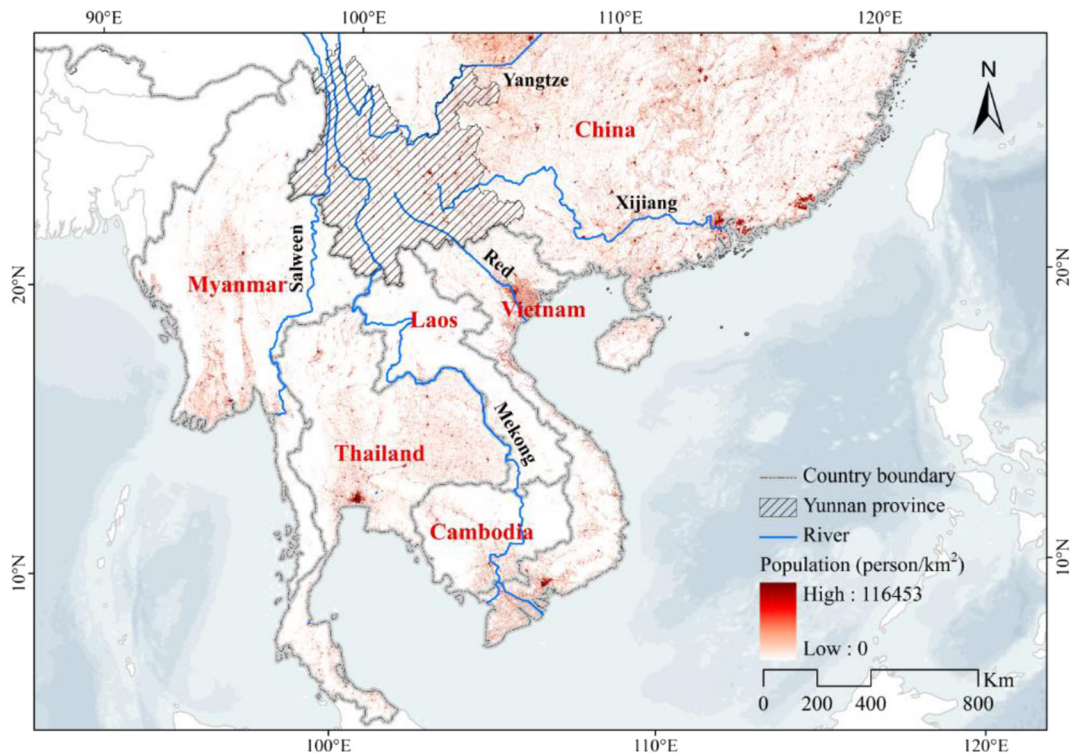 90°E
100°E
110°E
120°E
N
Yangtze
China
Xijiang
Salween
Red
20°N
20°N
Myanmar
Vietnam
Laos
Mekong
Thailand
Country boundary
Yunnan province
Cambodia
River
10°N
10°N
Population (person/km²)
High : 116453
Low : 0
Km
0 200 400 800
100°E
110°E
120°E